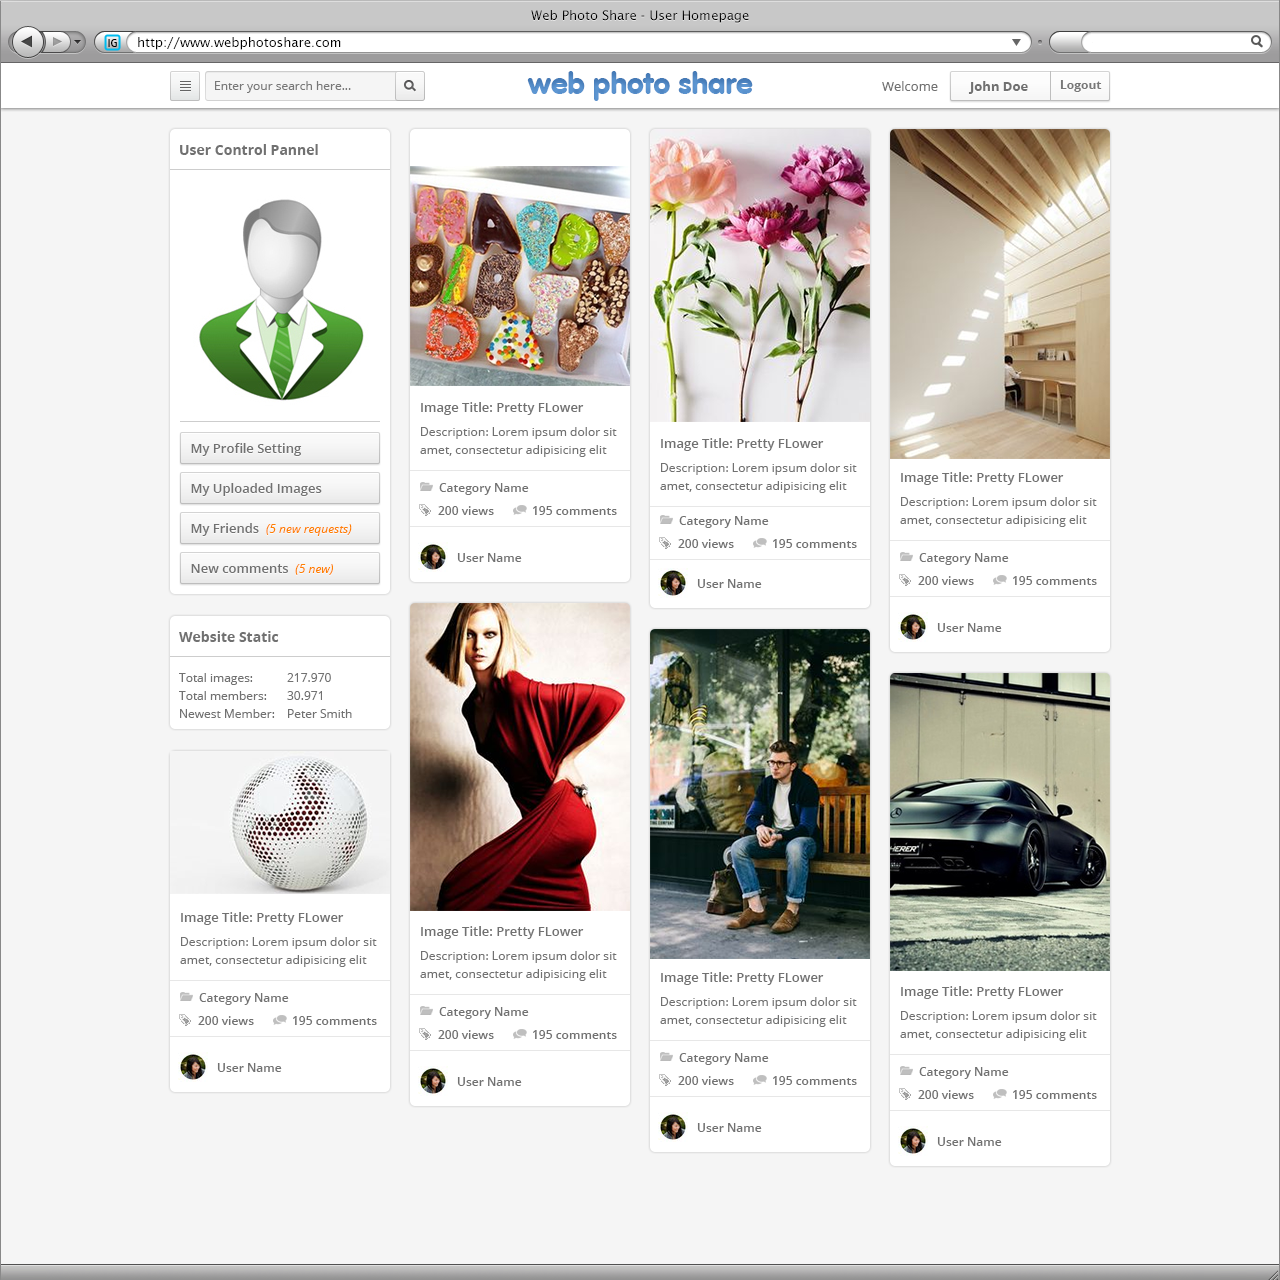 Web Photo Share - User Homepage
IG
http://www.webphotoshare.com
Enter your search here...
web photo share
Welcome
John Doe
Logout
User Control Pannel
My Profile Setting
My Uploaded Images
My Friends (5 new requests)
New comments (5 new)
Website Static
Total images: 217.970
Total members: 30.971
Newest Member: Peter Smith
Image Title: Pretty FLower
Description: Lorem ipsum dolor sit
amet, consectetur adipisicing elit
Category Name
200 views 195 comments
User Name
HAPPY
BIRTH
DAY
Image Title: Pretty FLower
Description: Lorem ipsum dolor sit
amet, consectetur adipisicing elit
Category Name
200 views 195 comments
User Name
Image Title: Pretty FLower
Description: Lorem ipsum dolor sit
amet, consectetur adipisicing elit
Category Name
200 views 195 comments
User Name
Image Title: Pretty FLower
Description: Lorem ipsum dolor sit
amet, consectetur adipisicing elit
Category Name
200 views 195 comments
User Name
Image Title: Pretty FLower
Description: Lorem ipsum dolor sit
amet, consectetur adipisicing elit
Category Name
200 views 195 comments
User Name
Image Title: Pretty FLower
Description: Lorem ipsum dolor sit
amet, consectetur adipisicing elit
Category Name
200 views 195 comments
User Name
Image Title: Pretty FLower
Description: Lorem ipsum dolor sit
amet, consectetur adipisicing elit
Category Name
200 views 195 comments
User Name